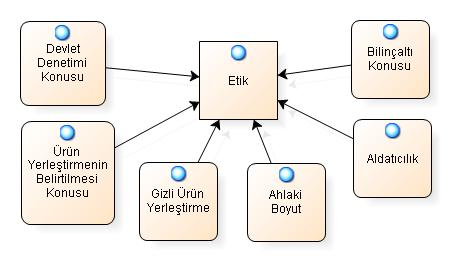 Devlet
Denetimi
Konusu
Etik
Bilinçaltı
Konusu
Ürün
Yerleştirmenin
Belirtilmesi
Konusu
Gizli Ürün
Yerleştirme
Ahlaki
Boyut
Aldatıcılık